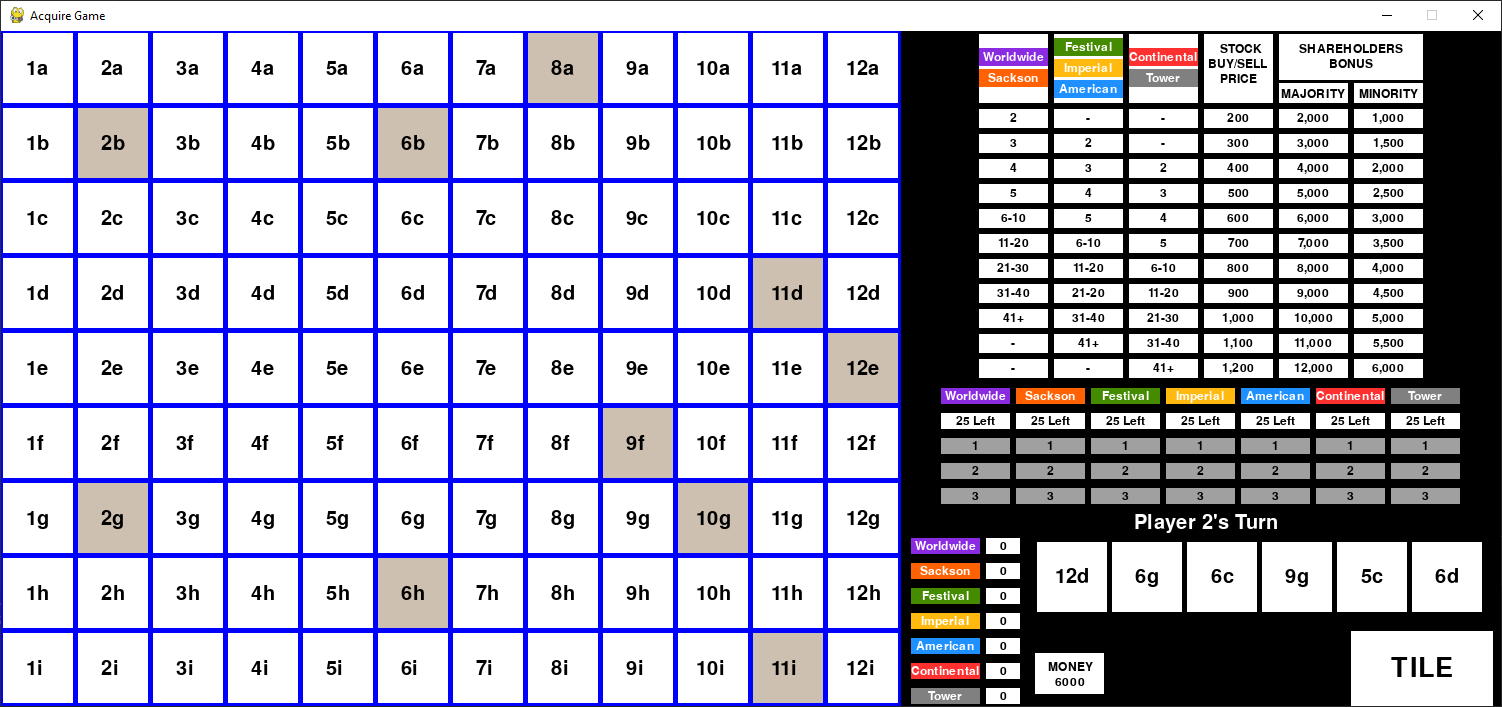 Acquire Game
1a 2a 3a 4a 5a 6a 7a 8a 9a 10a 11a 12a
1b 2b 3b 4b 5b 6b 7b 8b 9b 10b 11b 12b
1c 2c 3c 4c 5c 6c 7c 8c 9c 10c 11c 12c
1d 2d 3d 4d 5d 6d 7d 8d 9d 10d 11d 12d
1e 2e 3e 4e 5e 6e 7e 8e 9e 10e 11e 12e
1f 2f 3f 4f 5f 6f 7f 8f 9f 10f 11f 12f
1g 2g 3g 4g 5g 6g 7g 8g 9g 10g 11g 12g
1h 2h 3h 4h 5h 6h 7h 8h 9h 10h 11h 12h
1i 2i 3i 4i 5i 6i 7i 8i 9i 10i 11i 12i
Worldwide
Sackson
Festival
Imperial
American
Continental
Tower
STOCK
BUY/SELL
PRICE
SHAREHOLDERS
BONUS
MAJORITY MINORITY
2 - - 200 2,000 1,000
3 2 - 300 3,000 1,500
4 3 2 400 4,000 2,000
5 4 3 500 5,000 2,500
6-10 5 4 600 6,000 3,000
11-20 6-10 5 700 7,000 3,500
21-30 11-20 6-10 800 8,000 4,000
31-40 21-20 11-20 900 9,000 4,500
41+ 31-40 21-30 1,000 10,000 5,000
- 41+ 31-40 1,100 11,000 5,500
- - 41+ 1,200 12,000 6,000
Worldwide Sackson Festival Imperial American Continental Tower
25 Left 25 Left 25 Left 25 Left 25 Left 25 Left 25 Left
1 1 1 1 1 1 1
2 2 2 2 2 2 2
3 3 3 3 3 3 3
Player 2's Turn
Worldwide 0
Sackson 0
Festival 0
Imperial 0
American 0
Continental 0
Tower 0
12d 6g 6c 9g 5c 6d
MONEY
6000
TILE